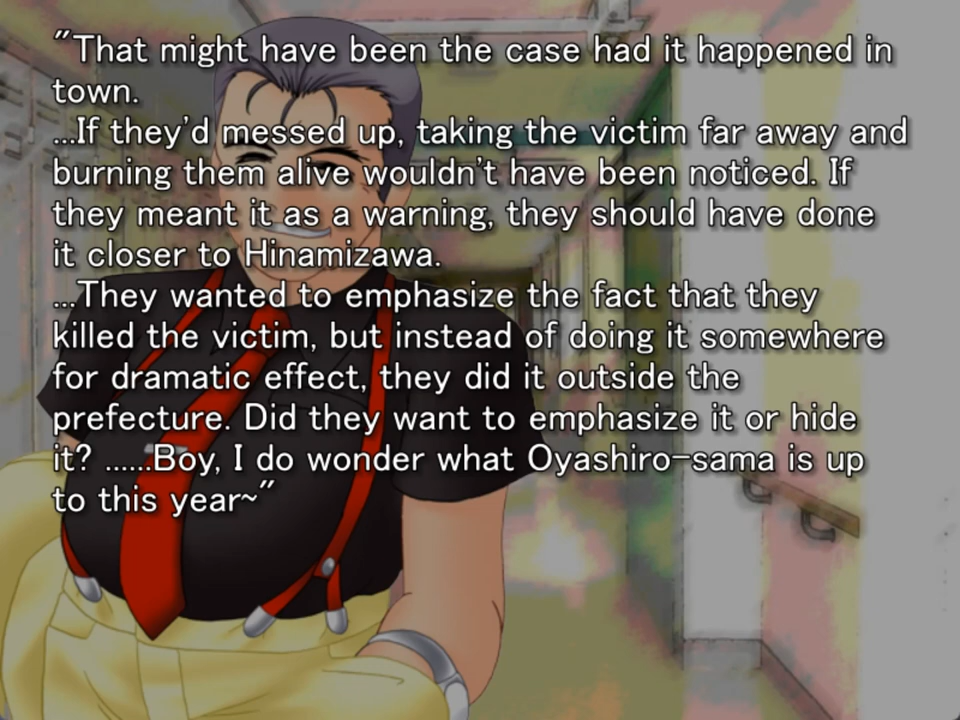 "That might have been the case had it happened in
town.
...If they'd messed up, taking the victim far away and
burning them alive wouldn't have been noticed. If
they meant it as a warning, they should have done
it closer to Hinamizawa.
...They wanted to emphasize the fact that they
killed the victim, but instead of doing it somewhere
for dramatic effect, they did it outside the
prefecture. Did they want to emphasize it or hide
it? ......Boy, I do wonder what Oyashiro-sama is up
to this year~"